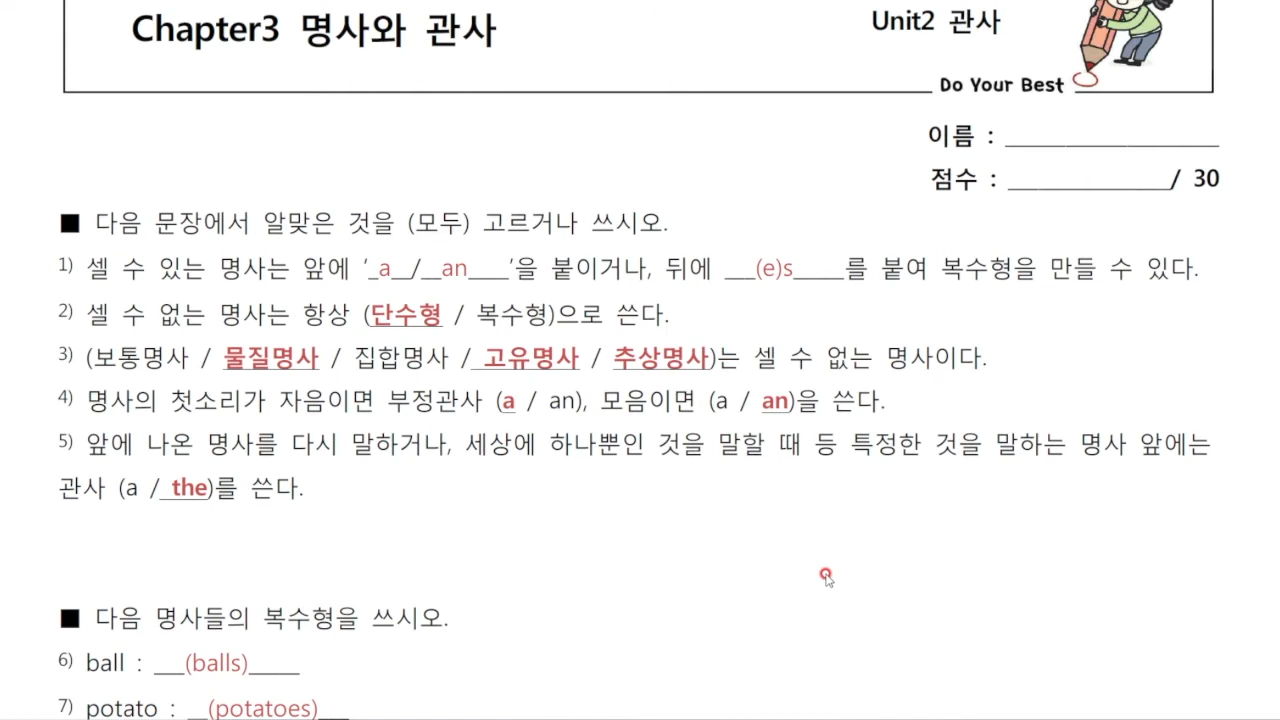 Chapter3 명사와 관사
Unit2 관사
Do Your Best
이름 : ____________
점수 : ____________/ 30
■ 다음 문장에서 알맞은 것을 (모두) 고르거나 쓰시오.
1) 셀 수 있는 명사는 앞에 '_a__/__an____'을 붙이거나, 뒤에 ___(e)s_____를 붙여 복수형을 만들 수 있다.
2) 셀 수 없는 명사는 항상 (단수형 / 복수형)으로 쓴다.
3) (보통명사 / 물질명사 / 집합명사 / 고유명사 / 추상명사)는 셀 수 없는 명사이다.
4) 명사의 첫소리가 자음이면 부정관사 (a / an), 모음이면 (a / an)을 쓴다.
5) 앞에 나온 명사를 다시 말하거나, 세상에 하나뿐인 것을 말할 때 등 특정한 것을 말하는 명사 앞에는
관사 (a / the)를 쓴다.
■ 다음 명사들의 복수형을 쓰시오.
6) ball : ___(balls)_____
7) potato : __(potatoes)___